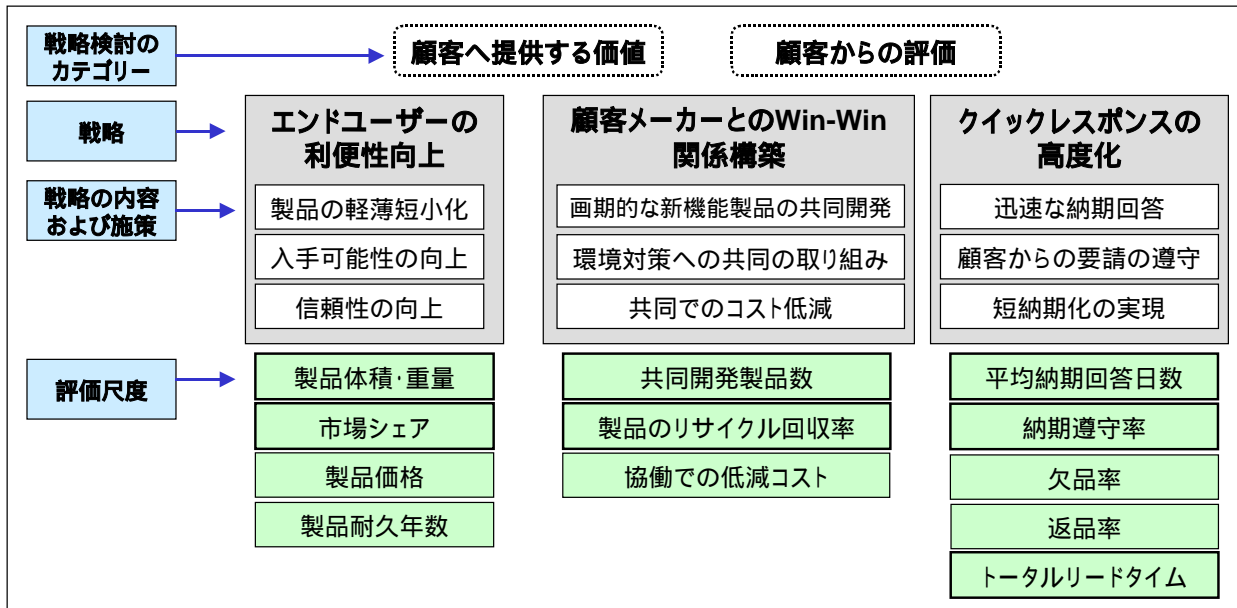 戦略検討の
カテゴリー
顧客へ提供する価値
顧客からの評価
戦略
エンドユーザーの
利便性向上
顧客メーカーとのWin-Win
関係構築
クイックレスポンスの
高度化
戦略の内容
および施策
製品の軽薄短小化
画期的な新機能製品の共同開発
迅速な納期回答
入手可能性の向上
環境対策への共同の取り組み
顧客からの要請の遵守
信頼性の向上
共同でのコスト低減
短納期化の実現
評価尺度
製品体積・重量
共同開発製品数
平均納期回答日数
市場シェア
製品のリサイクル回収率
納期遵守率
製品価格
協働での低減コスト
欠品率
製品耐久年数
返品率
トータルリードタイム